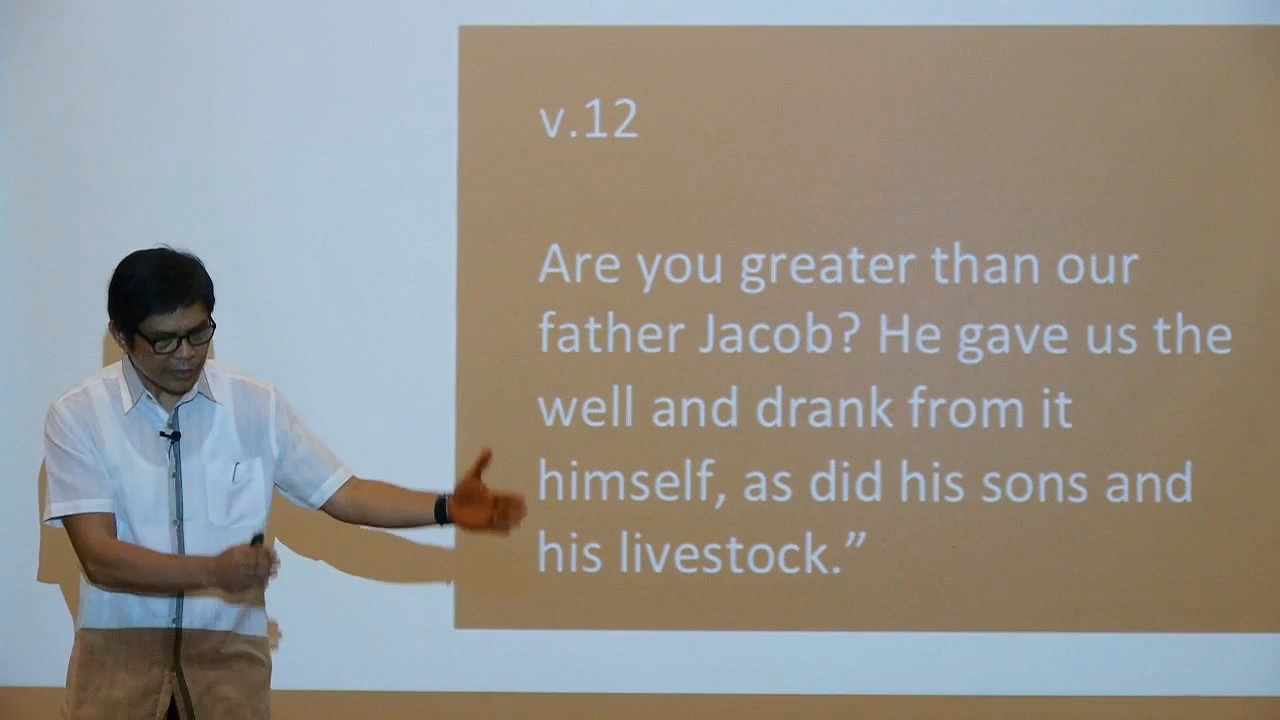 v.12
Are you greater than our
father Jacob? He gave us the
well and drank from it
himself, as did his sons and
his livestock.”